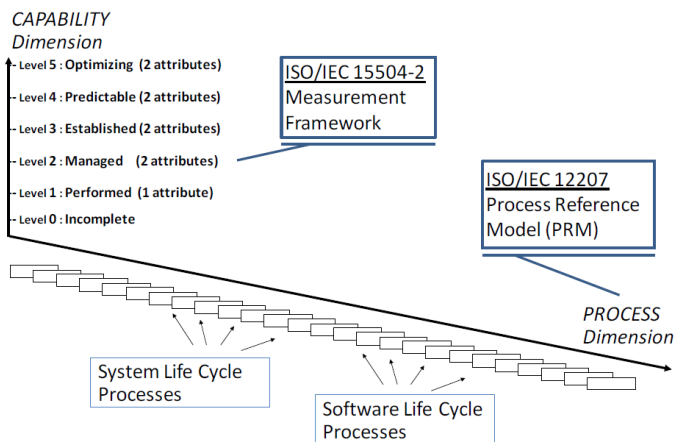 CAPABILITY
Dimension
Level 5 : Optimizing (2 attributes)
Level 4 : Predictable (2 attributes)
Level 3 : Established (2 attributes)
Level 2 : Managed (2 attributes)
Level 1 : Performed (1 attribute)
Level 0 : Incomplete
ISO/IEC 15504-2
Measurement
Framework
ISO/IEC 12207
Process Reference
Model (PRM)
PROCESS
Dimension
System Life Cycle
Processes
Software Life Cycle
Processes